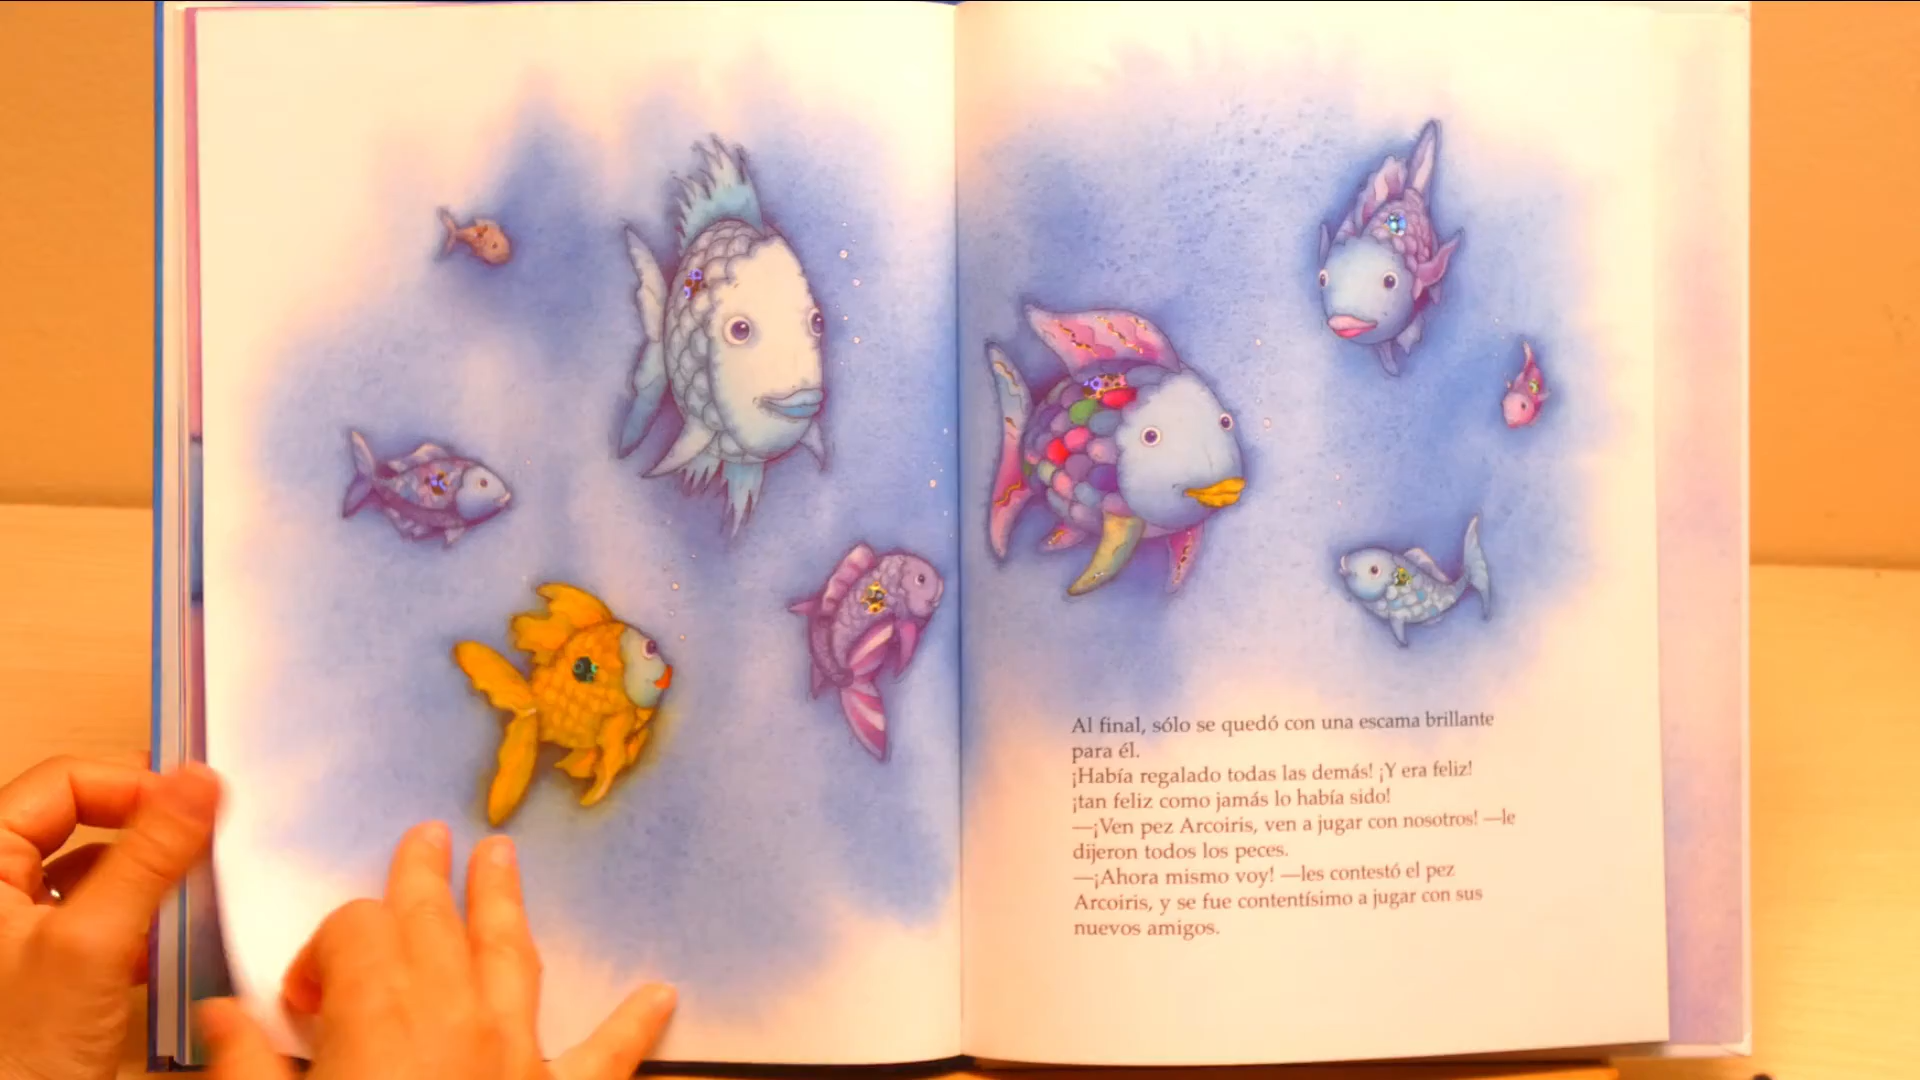 Al final, sólo se quedó con una escama brillante
para él.
¡Había regalado todas las demás! ¡Y era feliz!
¡tan feliz como jamás lo había sido!
—¡Ven pez Arcoiris, ven a jugar con nosotros! —le
dijeron todos los peces.
—¡Ahora mismo voy! —les contestó el pez
Arcoiris, y se fue contentísimo a jugar con sus
nuevos amigos.